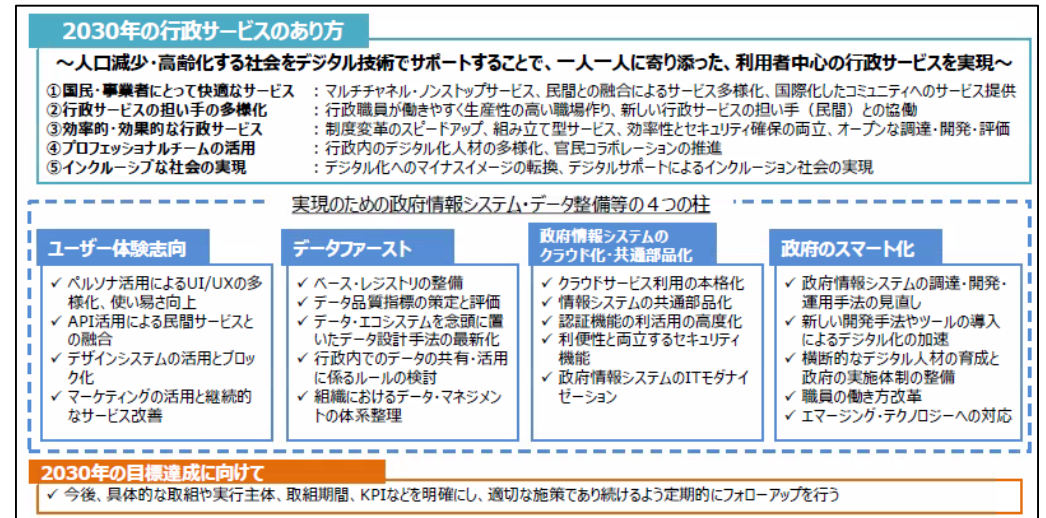 2030年の行政サービスのあり方
～人口減少・高齢化する社会をデジタル技術でサポートすることで、一人一人に寄り添った、利用者中心の行政サービスを実現～
①国民・事業者にとって快適なサービス ：マルチチャネル・ノンストップサービス、民間との融合によるサービス多様化、国際化したコミュニティへのサービス提供
②行政サービスの担い手の多様化 ：行政職員が働きやすく生産性の高い職場作り、新しい行政サービスの担い手（民間）との協働
③効率的・効果的な行政サービス ：制度変革のスピードアップ、組み立て型サービス、効率性とセキュリティ確保の両立、オープンな調達・開発・評価
④プロフェッショナルチームの活用 ：行政内のデジタル化人材の多様化、官民コラボレーションの推進
⑤インクルーシブな社会の実現 ：デジタル化へのマイナスイメージの転換、デジタルサポートによるインクルージョン社会の実現
実現のための政府情報システム・データ整備等の４つの柱
ユーザー体験志向
✓ ペルソナ活用によるUI/UXの多
様化、使い易さ向上
✓ API活用による民間サービスと
の融合
✓ デザインシステムの活用とブロッ
ク化
✓ マーケティングの活用と継続的
なサービス改善
データファースト
✓ ベース・レジストリの整備
✓ データ品質指標の策定と評価
✓ データ・エコシステムを念頭に置
いたデータ設計手法の最新化
✓ 行政内でのデータの共有・活用
に係るルールの検討
✓ 組織におけるデータ・マネジメン
トの体系整理
政府情報システムの
クラウド化・共通部品化
✓ クラウドサービス利用の本格化
✓ 情報システムの共通部品化
✓ 認証機能の利活用の高度化
✓ 利便性と両立するセキュリティ
機能
✓ 政府情報システムのITモダナイ
ゼーション
政府のスマート化
✓ 政府情報システムの調達・開発・
運用手法の見直し
✓ 新しい開発手法やツールの導入
によるデジタル化の加速
✓ 横断的なデジタル人材の育成と
政府の実施体制の整備
✓ 職員の働き方改革
✓ エマージング・テクノロジーへの対応
2030年の目標達成に向けて
✓ 今後、具体的な取組や実行主体、取組期間、KPIなどを明確にし、適切な施策であり続けるよう定期的にフォローアップを行う